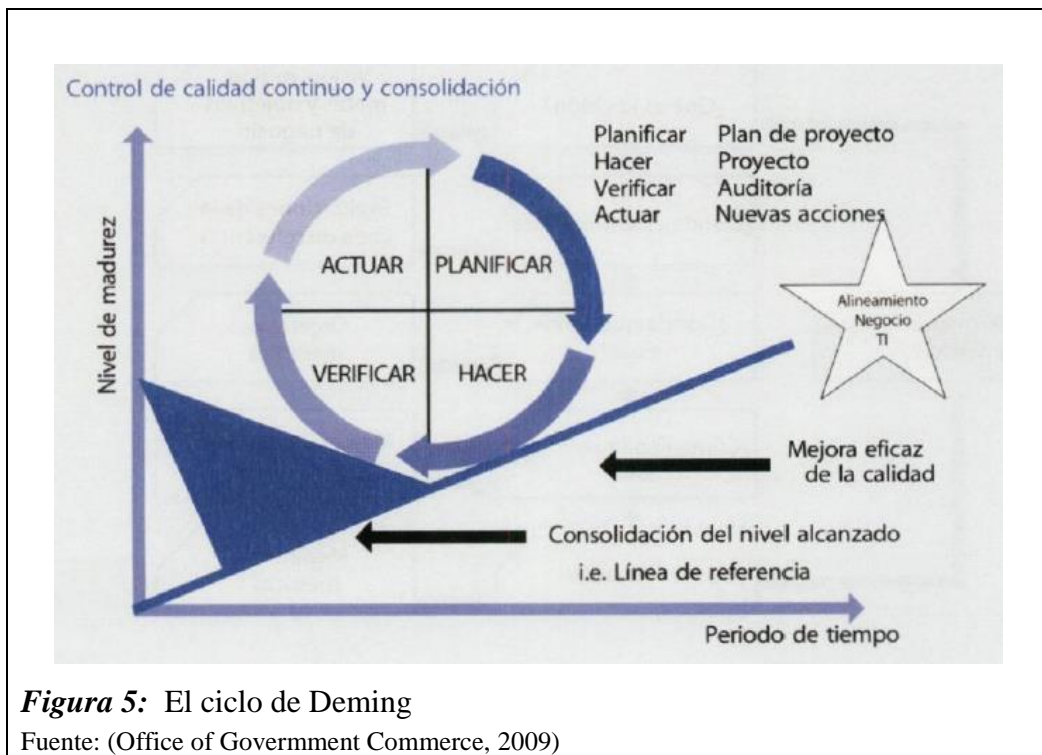 Control de calidad continuo y consolidación
Planificar Plan de proyecto
Hacer Proyecto
Verificar Auditoría
Actuar Nuevas acciones
Nivel de madurez
ACTUAR PLANIFICAR
VERIFICAR HACER
Alineamiento
Negocio
TI
Mejora eficaz
de la calidad
Consolidación del nivel alcanzado
i.e. Línea de referencia
Periodo de tiempo
Figura 5: El ciclo de Deming
Fuente: (Office of Govermment Commerce, 2009)